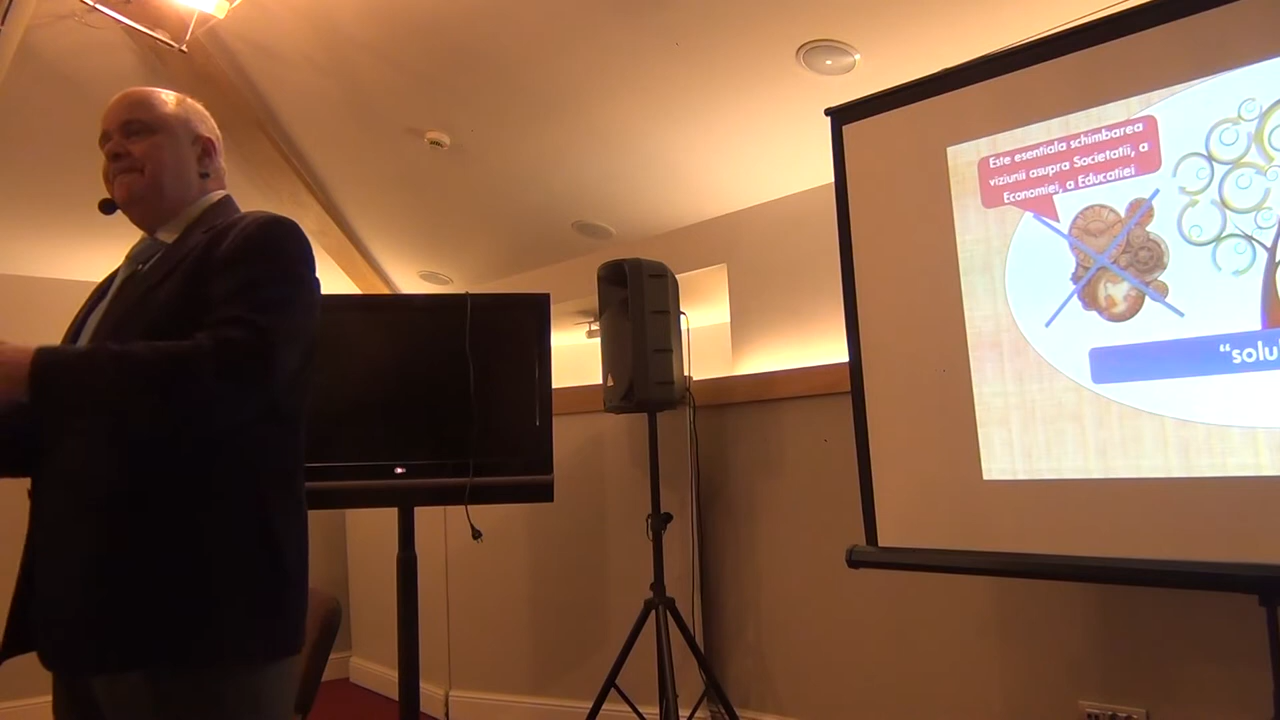 Este esentiala schimbarea
viziunii asupra Societatii, a
Economiei, a Educatiei
“solu